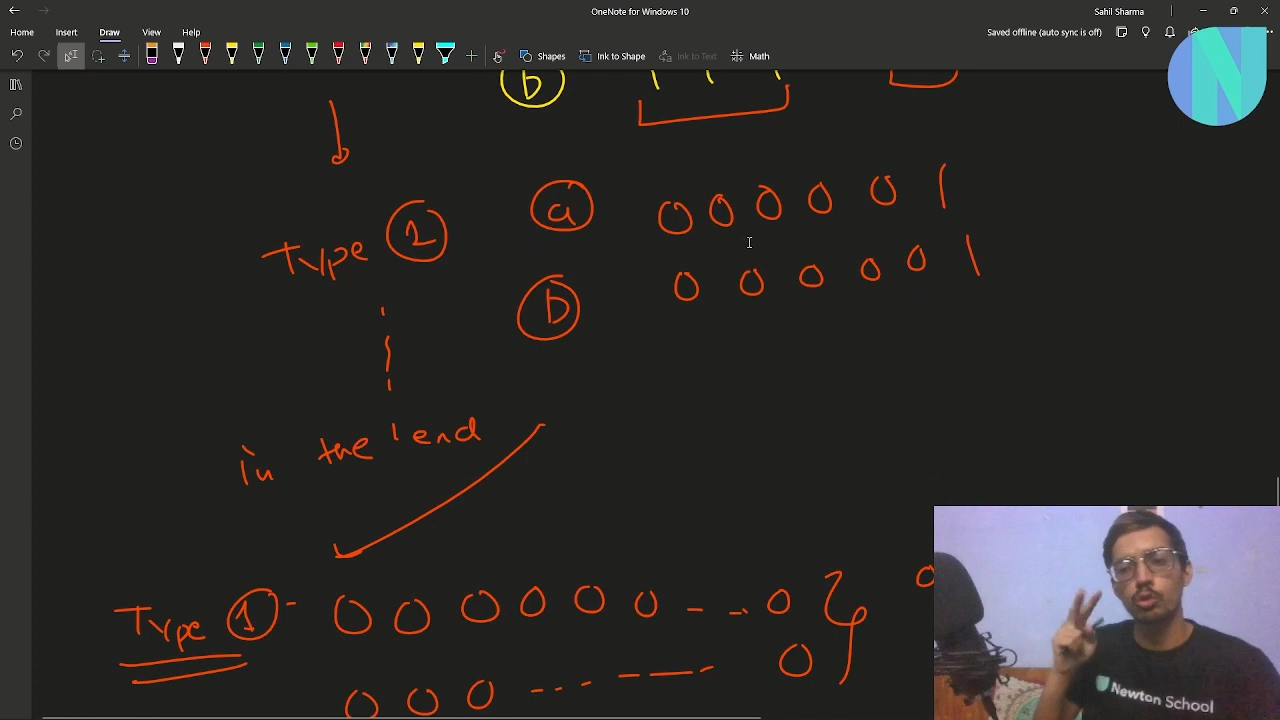 OneNote for Windows 10
Sahil Sharma
Home Insert Draw View Help
Saved offline (auto sync is off)
Shapes Ink to Shape Ink to Text Math
b
a 0 0 0 0 0 1
Type 2
b 0 0 0 0 0 1
in the end
Type 1 - 0 0 0 0 0 0 - - 0
0
0
0 0 0 --- ---
Newton School